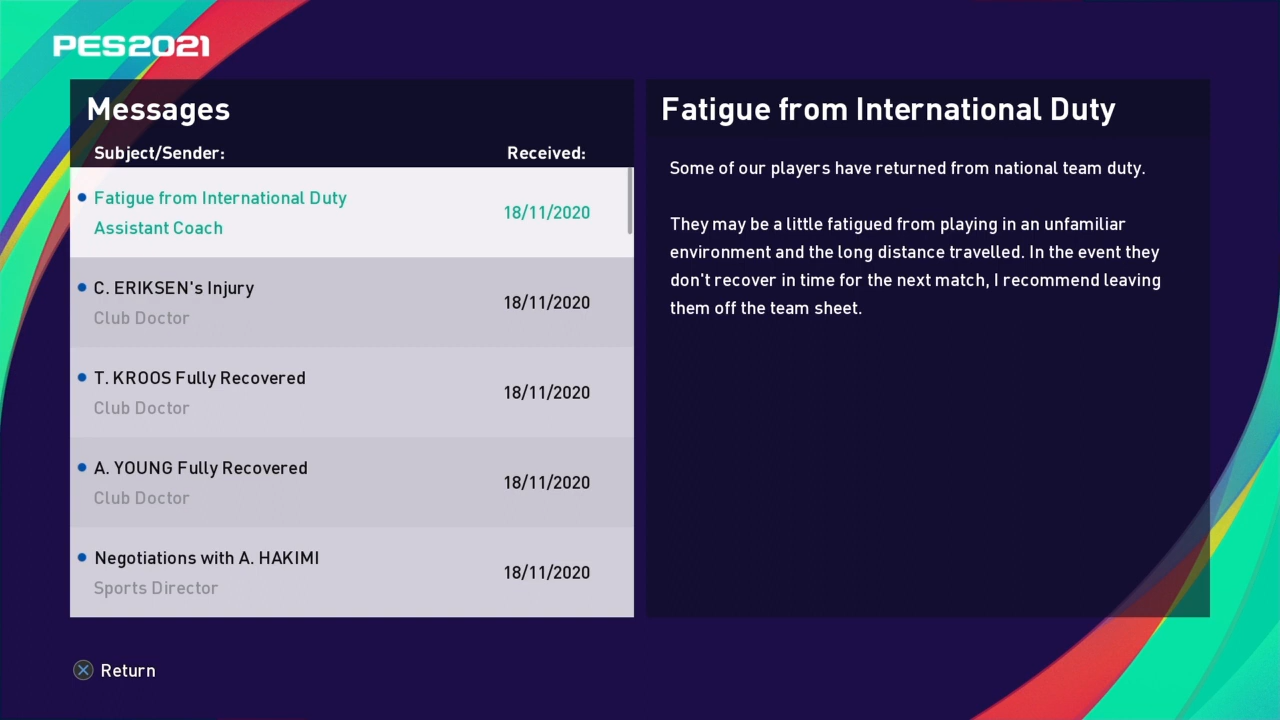 PES2021
Messages
Subject/Sender:
Received:
Fatigue from International Duty
Assistant Coach
18/11/2020
C. ERIKSEN's Injury
Club Doctor
18/11/2020
T. KROOS Fully Recovered
Club Doctor
18/11/2020
A. YOUNG Fully Recovered
Club Doctor
18/11/2020
Negotiations with A. HAKIMI
Sports Director
18/11/2020
Fatigue from International Duty
Some of our players have returned from national team duty.
They may be a little fatigued from playing in an unfamiliar
environment and the long distance travelled. In the event they
don't recover in time for the next match, I recommend leaving
them off the team sheet.
Return